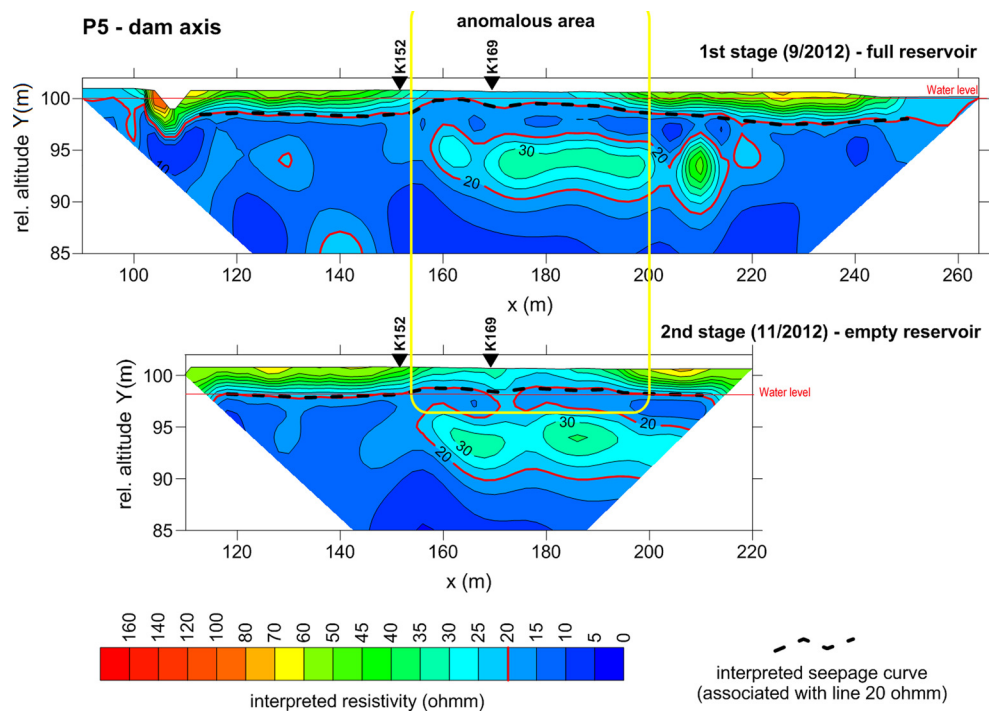 P5 - dam axis
anomalous area
1st stage (9/2012) - full reservoir
K152
K169
Water level
rel. altitude Y(m)
100
95
90
85
10
30
20
20
100
120
140
160
180
200
220
240
260
x (m)
2nd stage (11/2012) - empty reservoir
K152
K169
Water level
rel. altitude Y(m)
100
95
90
85
20
30
30
20
120
140
160
180
200
220
x (m)
160
140
120
100
80
70
60
50
45
40
35
30
25
20
15
10
5
0
interpreted resistivity (ohmm)
interpreted seepage curve
(associated with line 20 ohmm)